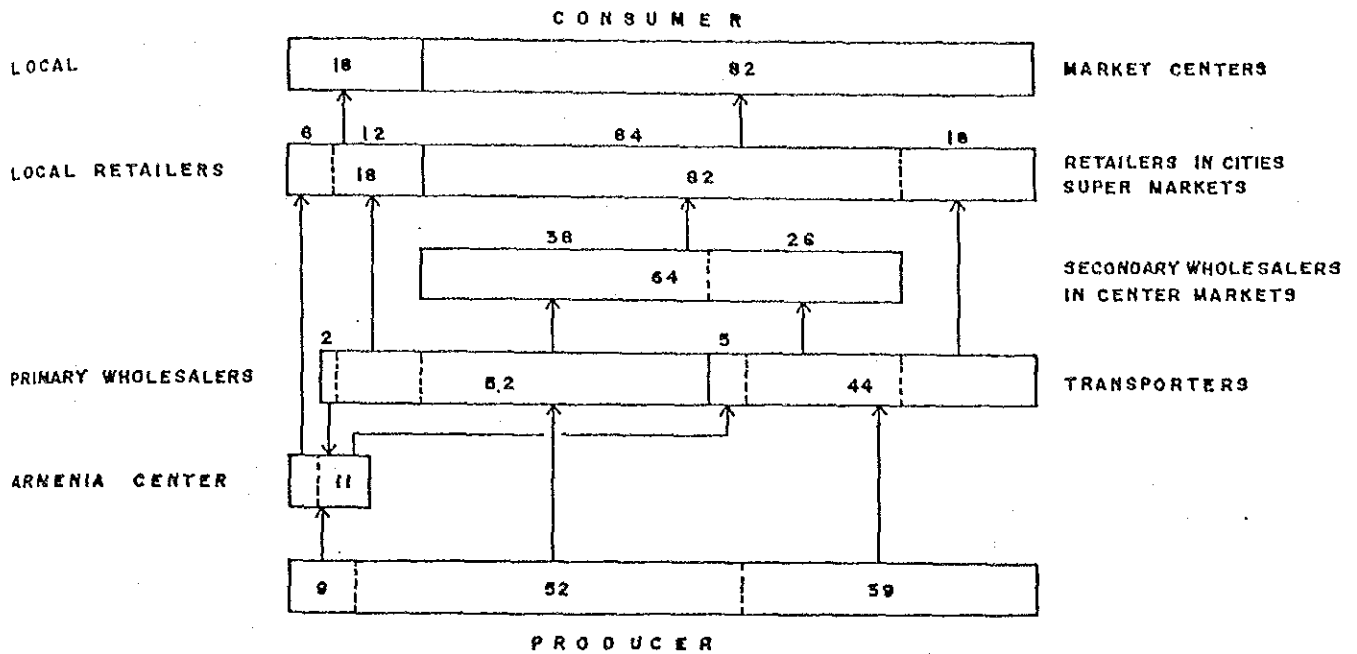 CONSUMER
LOCAL 18 82 MARKET CENTERS
6 12 64 18
LOCAL RETAILERS 18 82 RETAILERS IN CITIES
SUPER MARKETS
38 26
64 SECONDARY WHOLESALERS
IN CENTER MARKETS
2 5
PRIMARY WHOLESALERS 5.2 44 TRANSPORTERS
ARMENIA CENTER 11
9 52 39
PRODUCER